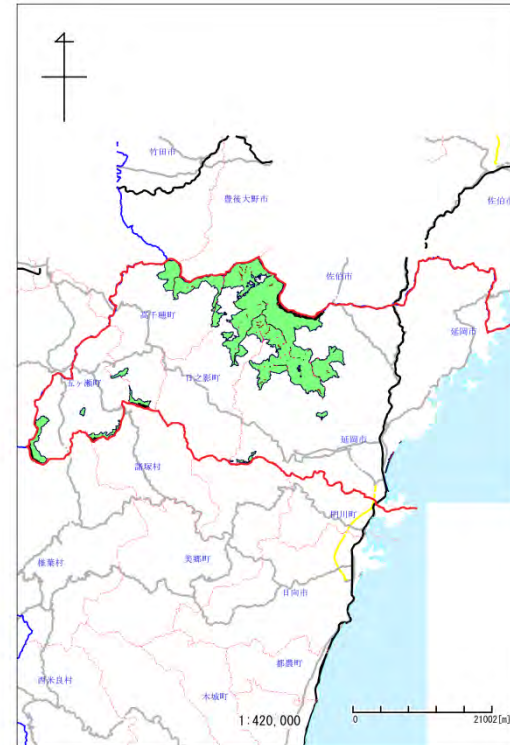 竹田市
豊後大野市
佐伯市
佐伯市
高千穂町
延岡市
日之影町
五ヶ瀬町
延岡市
諸塚村
門川町
椎葉村
美郷町
日向市
都農町
西米良村
木城町
1:420,000
0
21002[m]